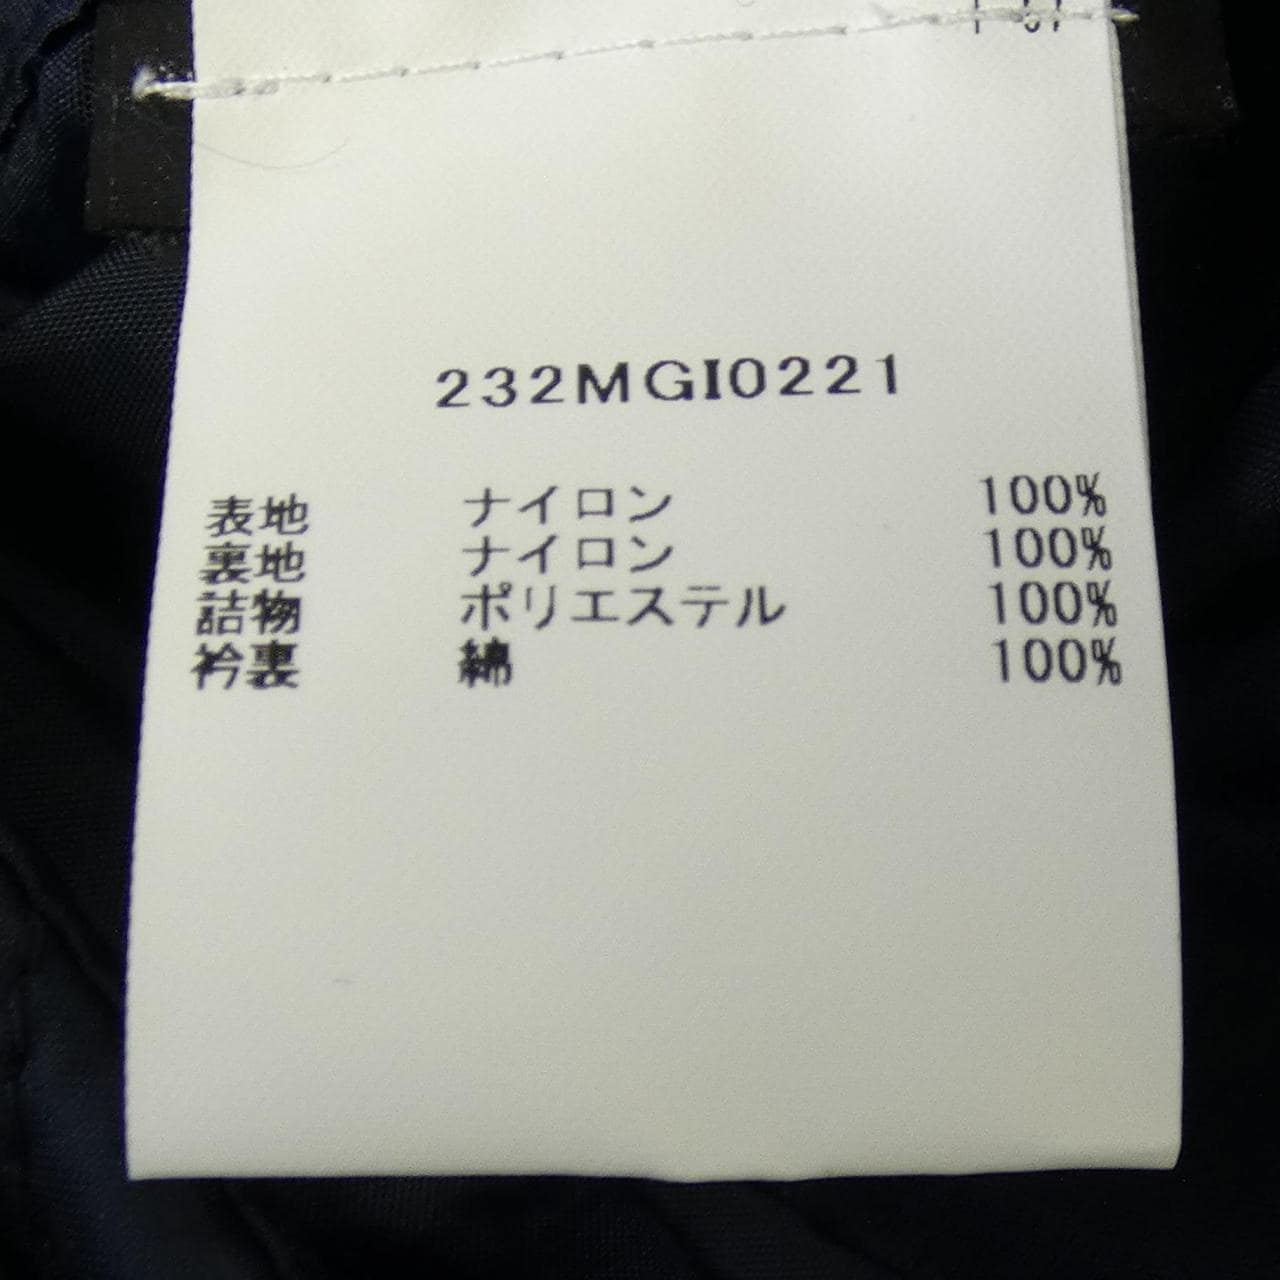 232MGI0221
表地 ナイロン 100%
裏地 ナイロン 100%
詰物 ポリエステル 100%
衿裏 綿 100%